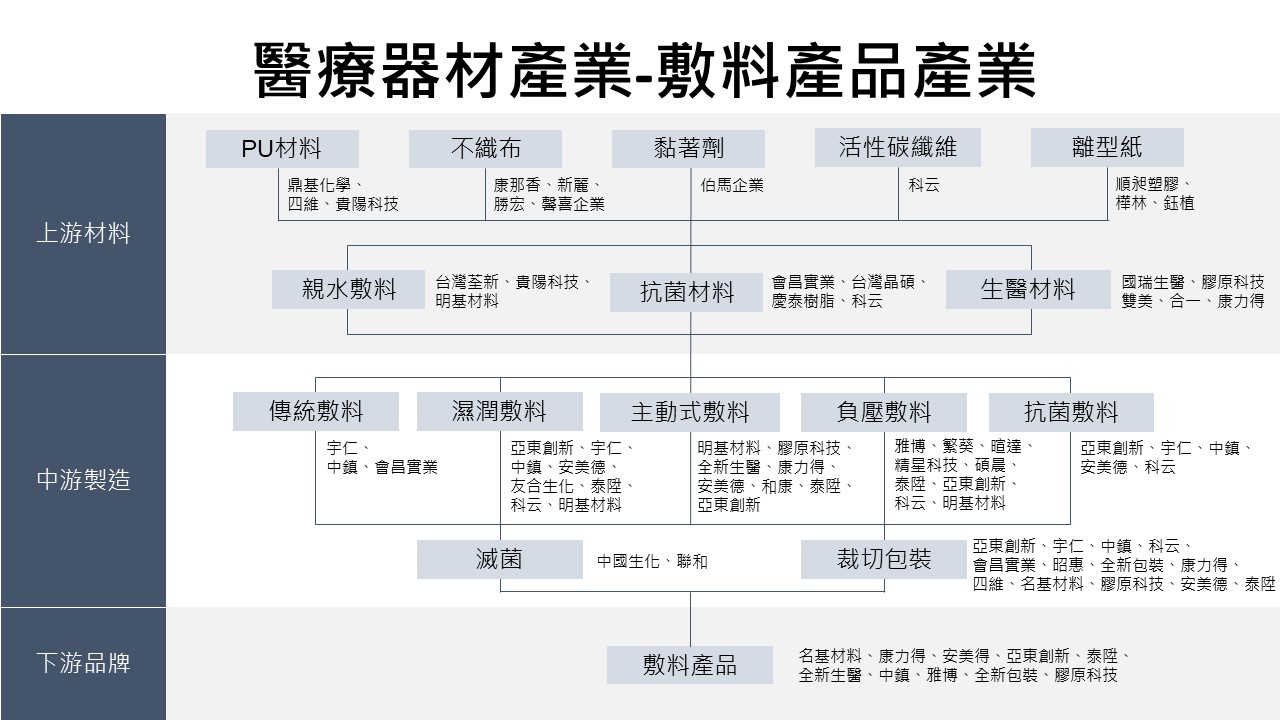 醫療器材產業-敷料產品產業
上游材料
PU材料
鼎基化學、
四維、貴陽科技
不織布
康那香、新麗、
勝宏、馨喜企業
黏著劑
伯馬企業
活性碳纖維
科云
離型紙
順昶塑膠、
樺林、鈺植
親水敷料
台灣荃新、貴陽科技、
明基材料
抗菌材料
會昌實業、台灣晶碩、
慶泰樹脂、科云
生醫材料
國瑞生醫、膠原科技
雙美、合一、康力得
中游製造
傳統敷料
宇仁、
中鎮、會昌實業
濕潤敷料
亞東創新、宇仁、
中鎮、安美德、
友合生化、泰陞、
科云、明基材料
主動式敷料
明基材料、膠原科技、
全新生醫、康力得、
安美德、和康、泰陞、
亞東創新
負壓敷料
雅博、繁葵、暄達、
精星科技、碩晨、
泰陞、亞東創新、
科云、明基材料
抗菌敷料
亞東創新、宇仁、中鎮、
安美德、科云
滅菌
中國生化、聯和
裁切包裝
亞東創新、宇仁、中鎮、科云、
會昌實業、昭惠、全新包裝、康力得、
四維、名基材料、膠原科技、安美德、泰陞
下游品牌
敷料產品
名基材料、康力得、安美得、亞東創新、泰陞、
全新生醫、中鎮、雅博、全新包裝、膠原科技